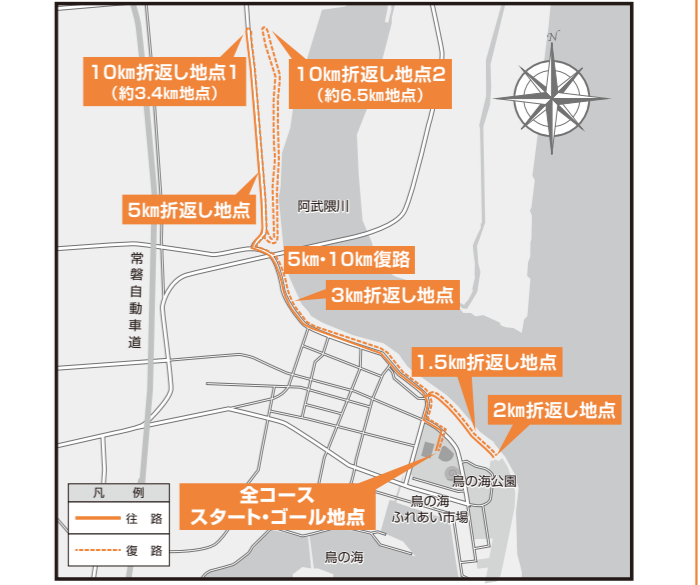 N
10km折返し地点1
(約3.4km地点)
10km折返し地点2
(約6.5km地点)
5km折返し地点
阿武隈川
常磐自動車道
5km・10km復路
3km折返し地点
1.5km折返し地点
2km折返し地点
全コース
スタート・ゴール地点
鳥の海公園
鳥の海
ふれあい市場
鳥の海
凡 例
往 路
復 路